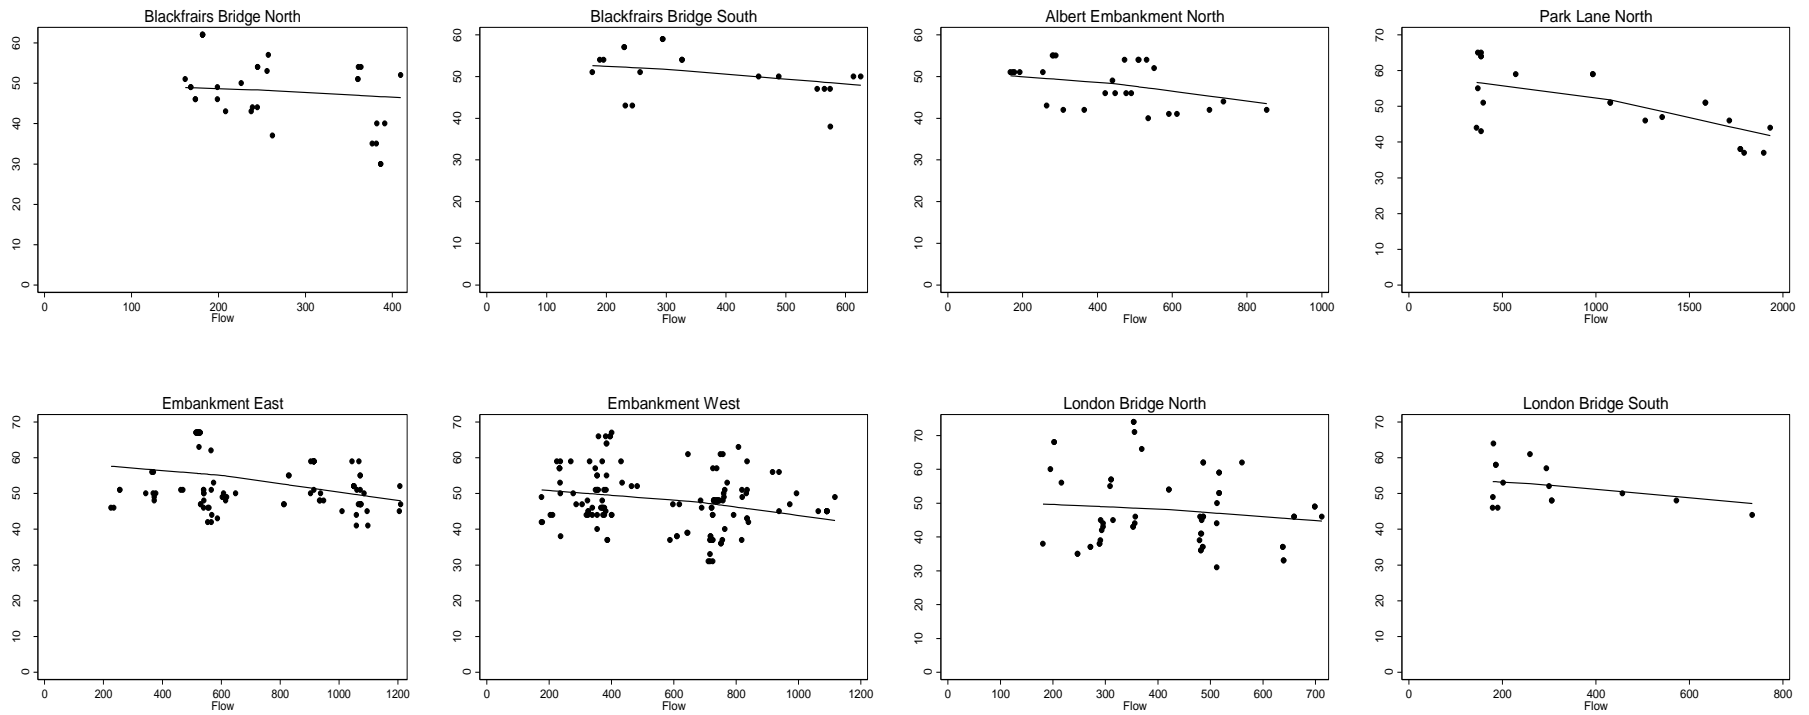 Blackfrairs Bridge North
60
50
40
30
20
10
0
0 100 200 300 400
Flow
Blackfrairs Bridge South
60
50
40
30
20
10
0
0 100 200 300 400 500 600
Flow
Albert Embankment North
60
50
40
30
20
10
0
0 200 400 600 800 1000
Flow
Park Lane North
70
60
50
40
30
20
10
0
0 500 1000 1500 2000
Flow
Embankment East
70
60
50
40
30
20
10
0
0 200 400 600 800 1000 1200
Flow
Embankment West
70
60
50
40
30
20
10
0
0 200 400 600 800 1000 1200
Flow
London Bridge North
70
60
50
40
30
20
10
0
0 100 200 300 400 500 600 700
Flow
London Bridge South
70
60
50
40
30
20
10
0
0 200 400 600 800
Flow